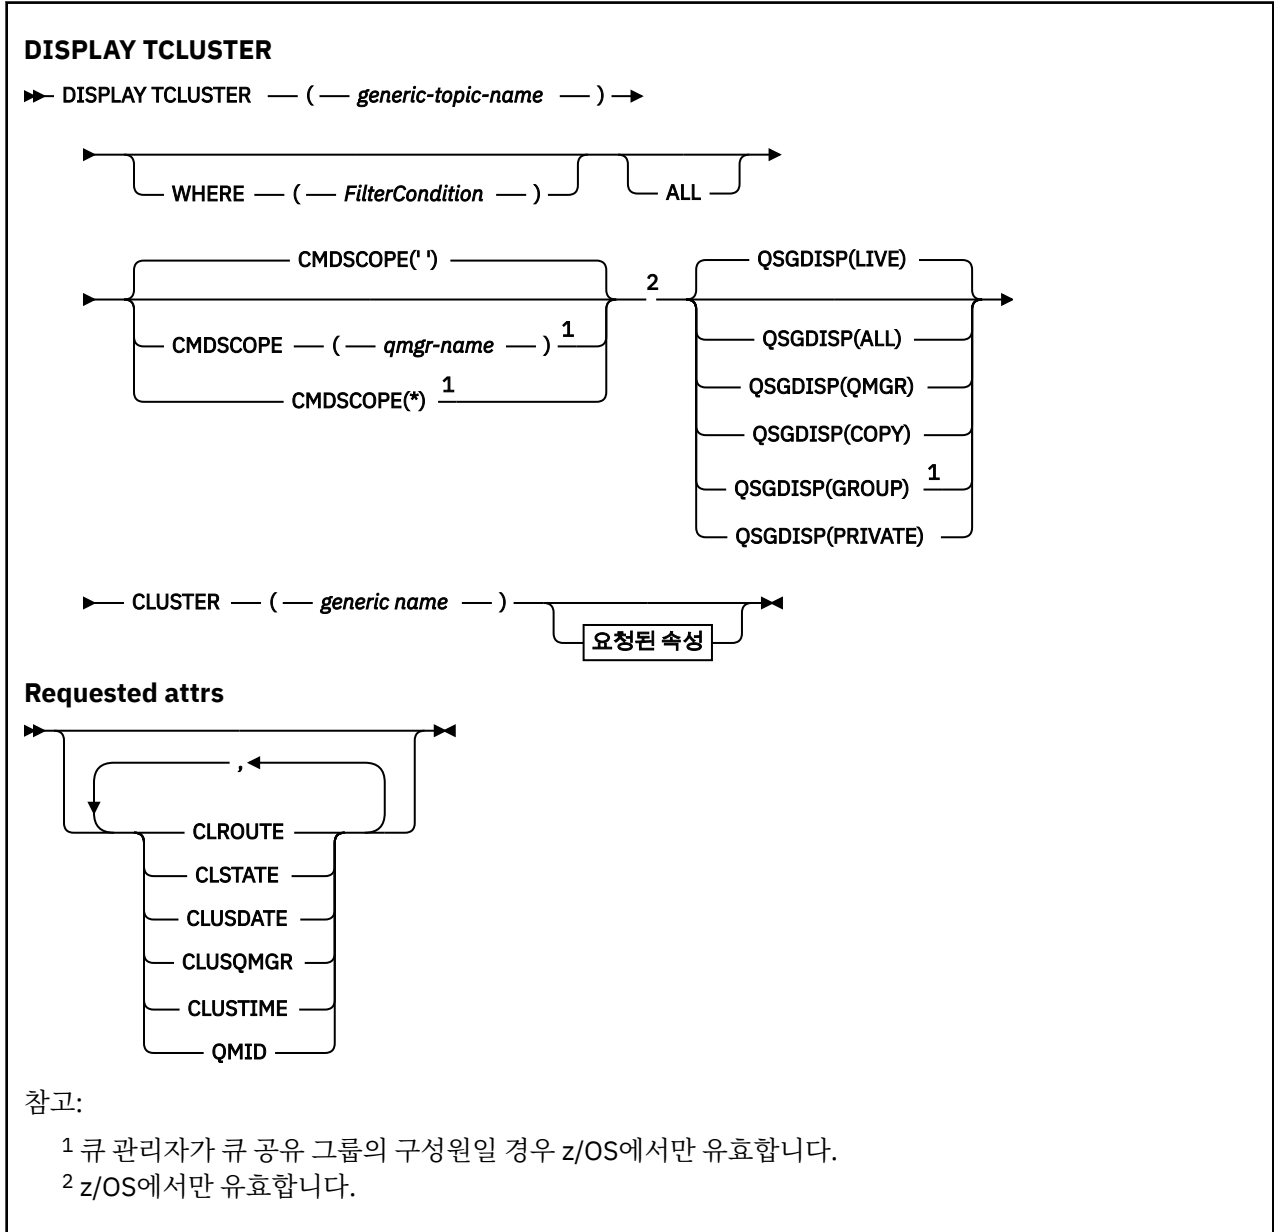 DISPLAY TCLUSTER
DISPLAY TCLUSTER ( generic-topic-name )
WHERE ( FilterCondition ) ALL
CMDSCOPE(' ') QSGDISP(LIVE)
2
CMDSCOPE ( qmgr-name ) 1 QSGDISP(ALL)
CMDSCOPE(*) 1 QSGDISP(QMGR)
QSGDISP(COPY)
QSGDISP(GROUP) 1
QSGDISP(PRIVATE)
CLUSTER ( generic name )
요청된 속성
Requested attrs
,
CLROUTE
CLSTATE
CLUSDATE
CLUSQMGR
CLUSTIME
QMID
참고:
1 큐 관리자가 큐 공유 그룹의 구성원일 경우 z/OS에서만 유효합니다.
2 z/OS에서만 유효합니다.